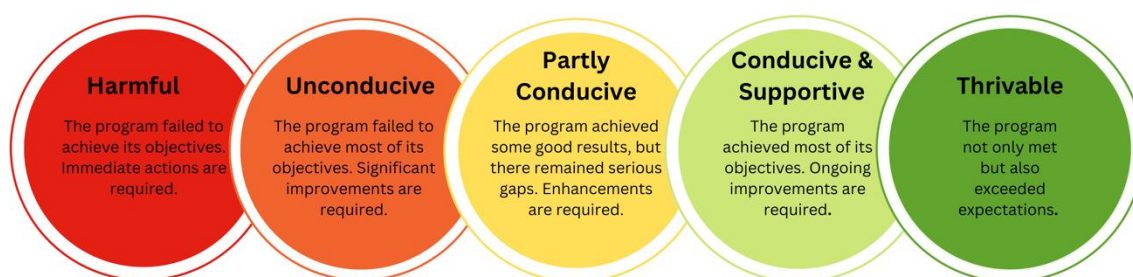 Harmful
The program failed to
achieve its objectives.
Immediate actions are
required.
Unconducive
The program failed to
achieve most of its
objectives. Significant
improvements are
required.
Partly
Conducive
The program achieved
some good results, but
there remained serious
gaps. Enhancements
are required.
Conducive &
Supportive
The program
achieved most of its
objectives. Ongoing
improvements are
required.
Thrivable
The program
not only met
but also
exceeded
expectations.